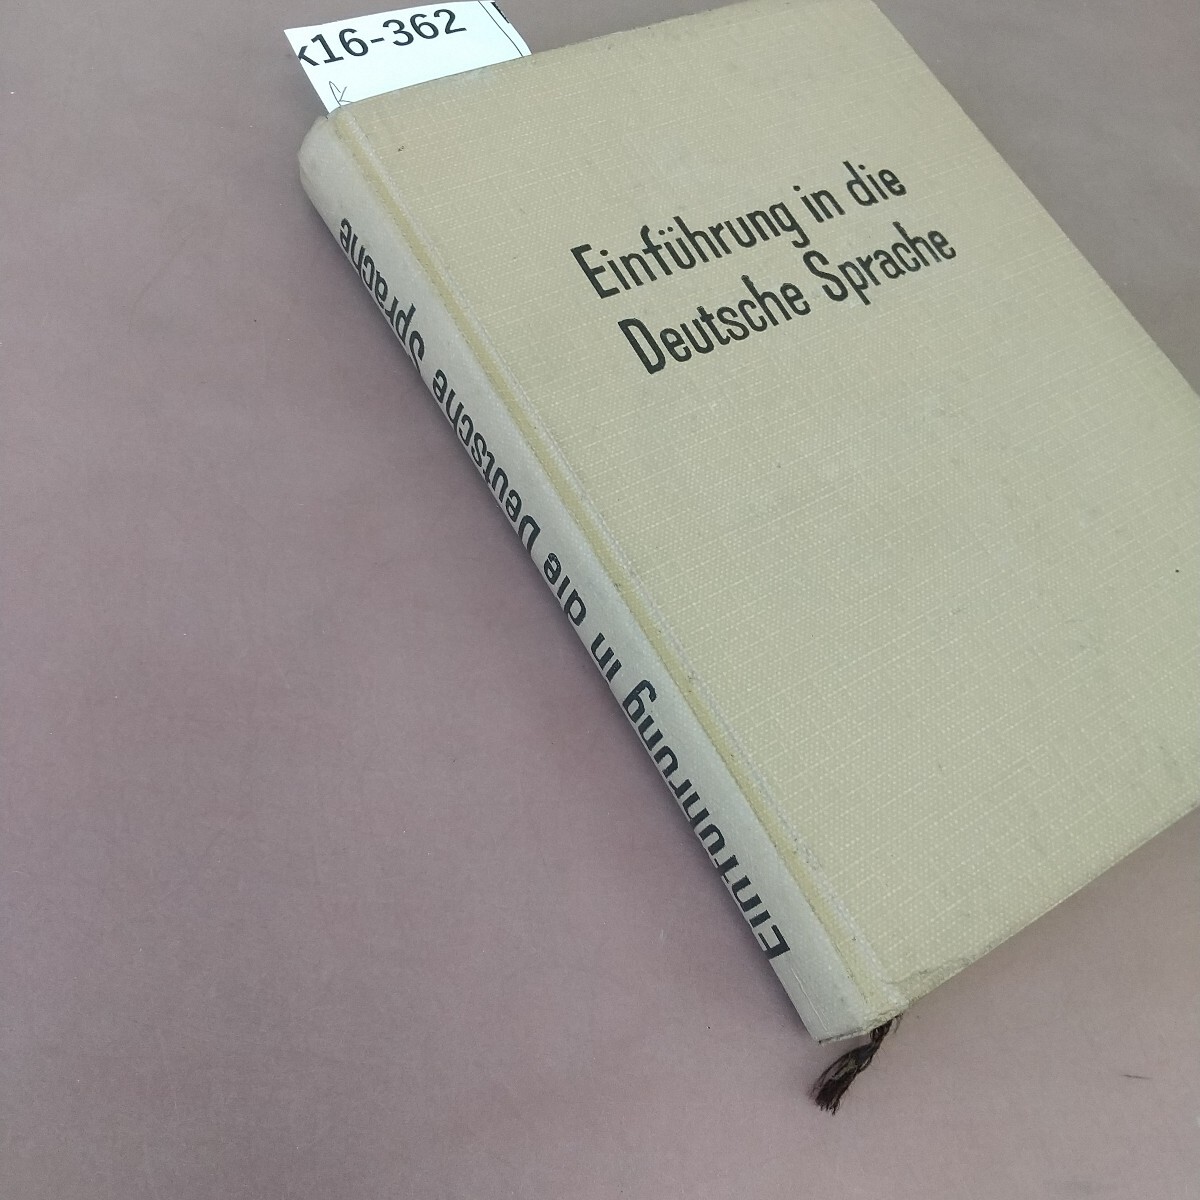 k16-362
Einführung in die
Deutsche Sprache
Einführung in die Deutsche Sprache